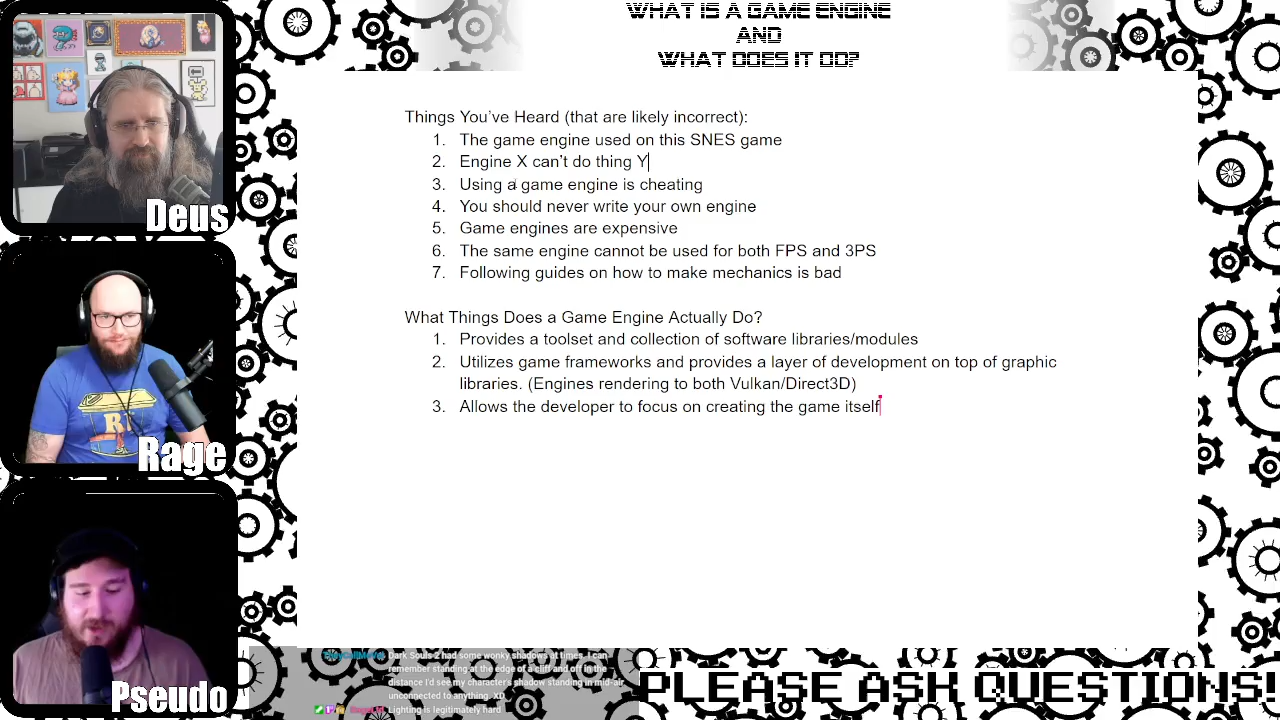 WHAT IS A GAME ENGINE
AND
WHAT DOES IT DO?
Deus
Rage
Pseudo
Things You've Heard (that are likely incorrect):
1. The game engine used on this SNES game
2. Engine X can't do thing Y
3. Using a game engine is cheating
4. You should never write your own engine
5. Game engines are expensive
6. The same engine cannot be used for both FPS and 3PS
7. Following guides on how to make mechanics is bad
What Things Does a Game Engine Actually Do?
1. Provides a toolset and collection of software libraries/modules
2. Utilizes game frameworks and provides a layer of development on top of graphic
libraries. (Engines rendering to both Vulkan/Direct3D)
3. Allows the developer to focus on creating the game itself
Dark Souls 2 had some wonky shadows at times. I can
remember standing at the edge of a cliff and off in the
distance I'd see my character's shadow standing in mid-air,
unconnected to anything. XD
Lighting is legitimately hard
PLEASE ASK QUESTIONS!